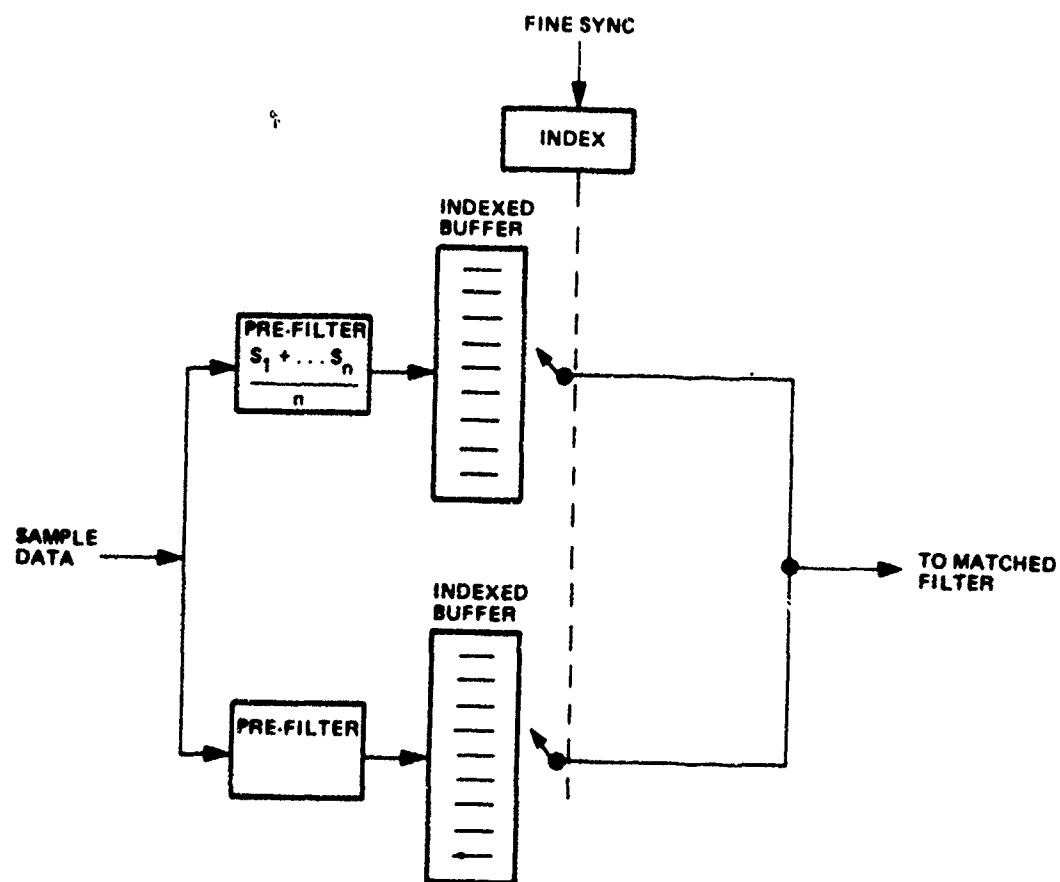 FINE SYNC
INDEX
INDEXED
BUFFER
PRE-FILTER
S1 + ... Sn
n
SAMPLE
DATA
TO MATCHED
FILTER
INDEXED
BUFFER
PRE-FILTER